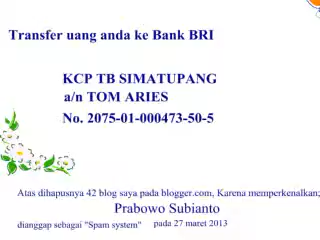 Transfer uang anda ke Bank BRI
KCP TB SIMATUPANG
a/n TOM ARIES
No. 2075-01-000473-50-5
Atas dihapusnya 42 blog saya pada blogger.com, Karena memperkenalkan;
Prabowo Subianto
dianggap sebagai "Spam system" pada 27 maret 2013